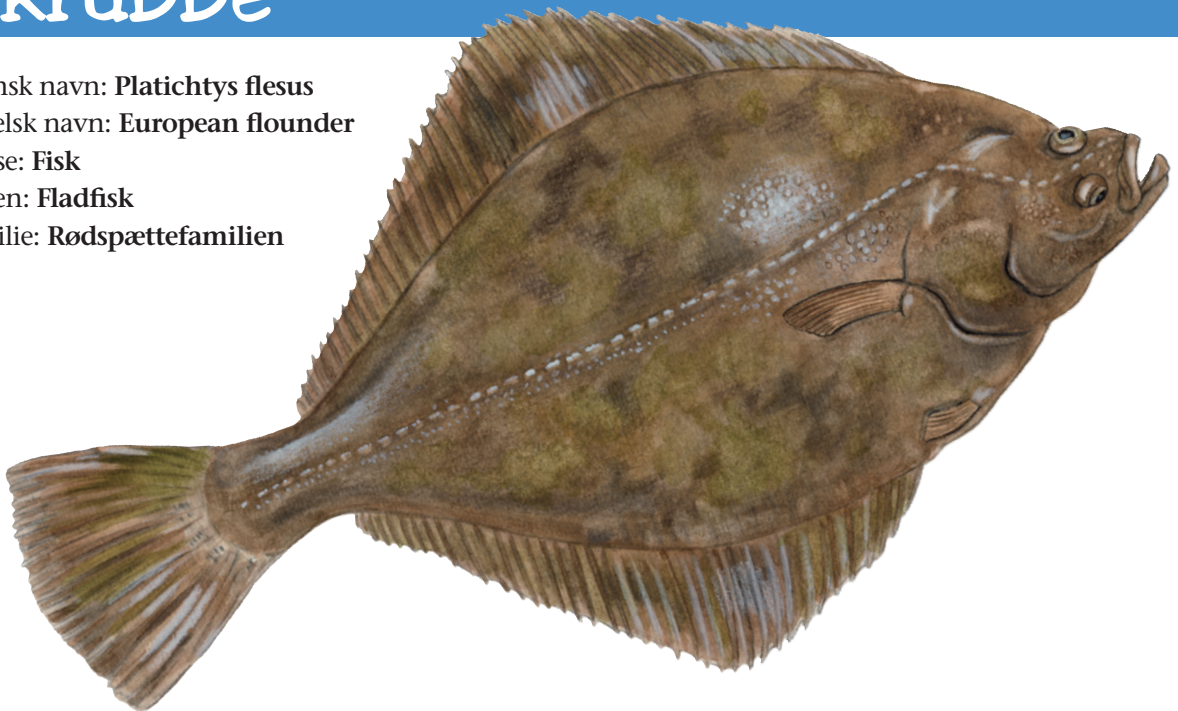 krubbe
nsk navn: Platichtys flesus
elsk navn: European flounder
se: Fisk
en: Fladfisk
ilie: Rødspættefamilien